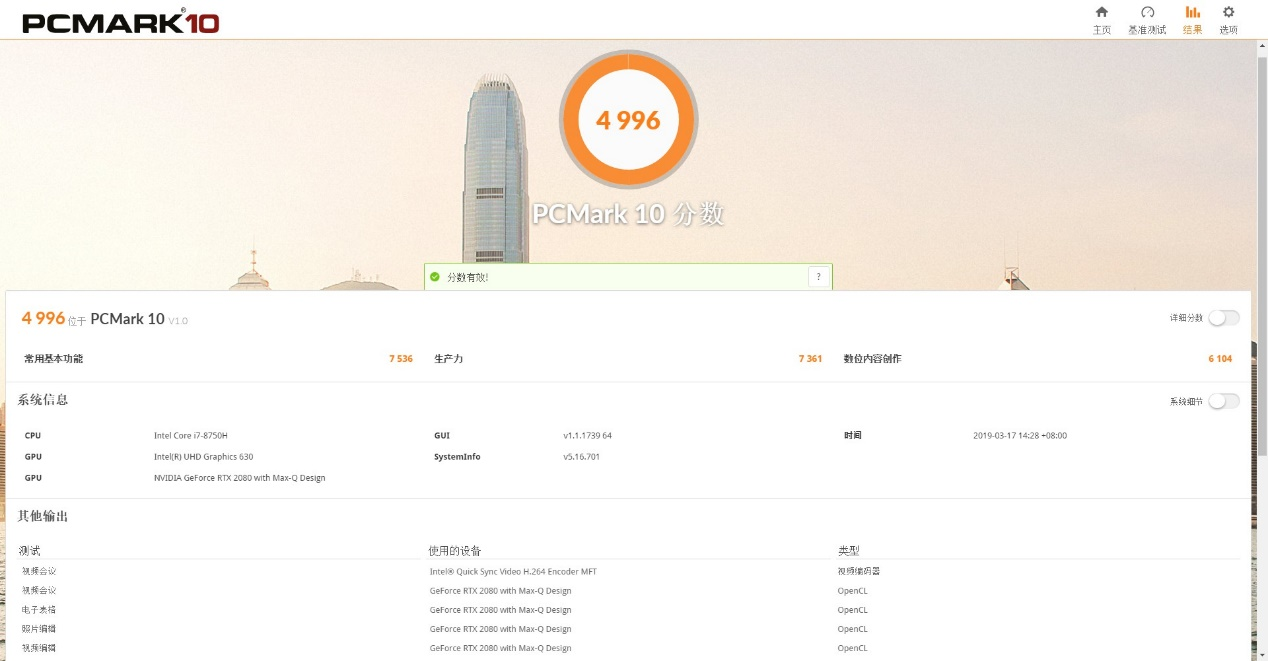 PCMARK®10
主页 基准测试 结果 选项
4 996
PCMark 10 分数
分数有效! ?
4 996 位于 PCMark 10 V1.0 详细分数
常用基本功能 7 536 生产力 7 361 数位内容创作 6 104
系统信息 系统细节
CPU Intel Core i7-8750H GUI v1.1.1739 64 时间 2019-03-17 14:28 +08:00
GPU Intel(R) UHD Graphics 630 SystemInfo v5.16.701
GPU NVIDIA GeForce RTX 2080 with Max-Q Design
其他输出
测试 使用的设备 类型
视频会议 Intel® Quick Sync Video H.264 Encoder MFT 视频编码器
视频会议 GeForce RTX 2080 with Max-Q Design OpenCL
电子表格 GeForce RTX 2080 with Max-Q Design OpenCL
照片编辑 GeForce RTX 2080 with Max-Q Design OpenCL
视频编辑 GeForce RTX 2080 with Max-Q Design OpenCL